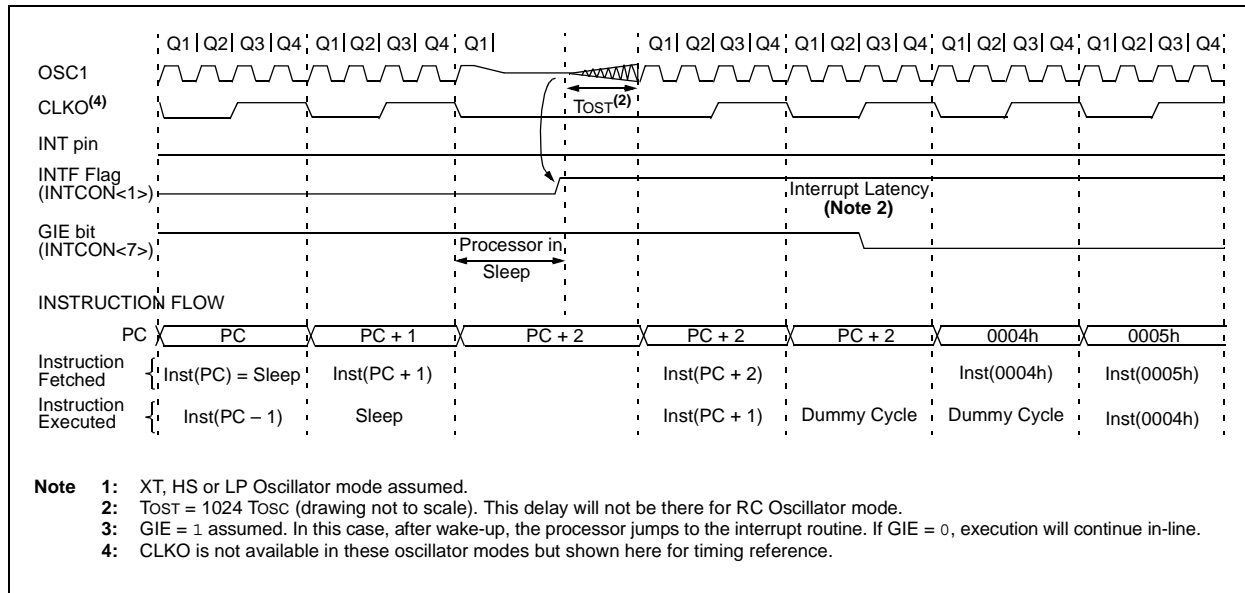 Q1 Q2 Q3 Q4 Q1 Q2 Q3 Q4 Q1 Q1 Q2 Q3 Q4 Q1 Q2 Q3 Q4 Q1 Q2 Q3 Q4 Q1 Q2 Q3 Q4
OSC1
CLKO(4)
TOST(2)
INT pin
INTF Flag
(INTCON<1>)
Interrupt Latency
(Note 2)
GIE bit
(INTCON<7>)
Processor in
Sleep
INSTRUCTION FLOW
PC PC PC + 1 PC + 2 PC + 2 PC + 2 0004h 0005h
Instruction
Fetched
Inst(PC) = Sleep Inst(PC + 1) Inst(PC + 2) Inst(0004h) Inst(0005h)
Instruction
Executed
Inst(PC – 1) Sleep Inst(PC + 1) Dummy Cycle Dummy Cycle Inst(0004h)
Note 1: XT, HS or LP Oscillator mode assumed.
2: TOST = 1024 TOSC (drawing not to scale). This delay will not be there for RC Oscillator mode.
3: GIE = 1 assumed. In this case, after wake-up, the processor jumps to the interrupt routine. If GIE = 0, execution will continue in-line.
4: CLKO is not available in these oscillator modes but shown here for timing reference.